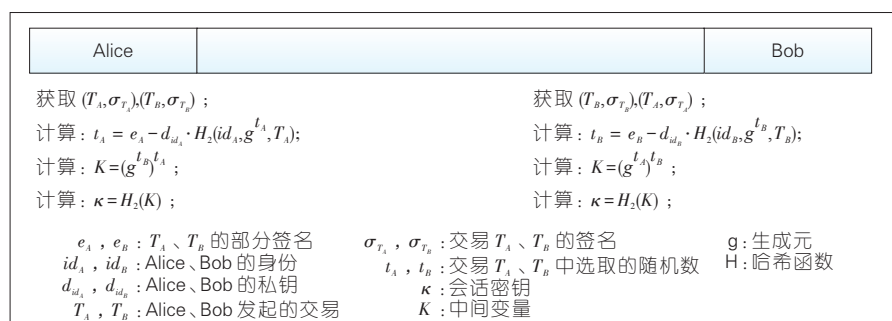 Alice Bob
获取 (T_A,σ_{T_A}),(T_B,σ_{T_B}) ; 获取 (T_B,σ_{T_B}),(T_A,σ_{T_A}) ;
计算: t_A = e_A − d_{id_A} · H_2(id_A,g^{t_A},T_A); 计算: t_B = e_B − d_{id_B} · H_2(id_B,g^{t_B},T_B);
计算: K=(g^{t_B})^{t_A} ; 计算: K=(g^{t_A})^{t_B} ;
计算: κ=H_2(K) ; 计算: κ=H_2(K) ;
e_A , e_B : T_A 、T_B 的部分签名 σ_{T_A} , σ_{T_B} :交易 T_A 、T_B 的签名 g:生成元
id_A , id_B : Alice、Bob 的身份 t_A , t_B :交易 T_A 、T_B 中选取的随机数 H:哈希函数
d_{id_A} , d_{id_B} : Alice、Bob 的私钥 κ :会话密钥
T_A , T_B : Alice、Bob 发起的交易 K :中间变量